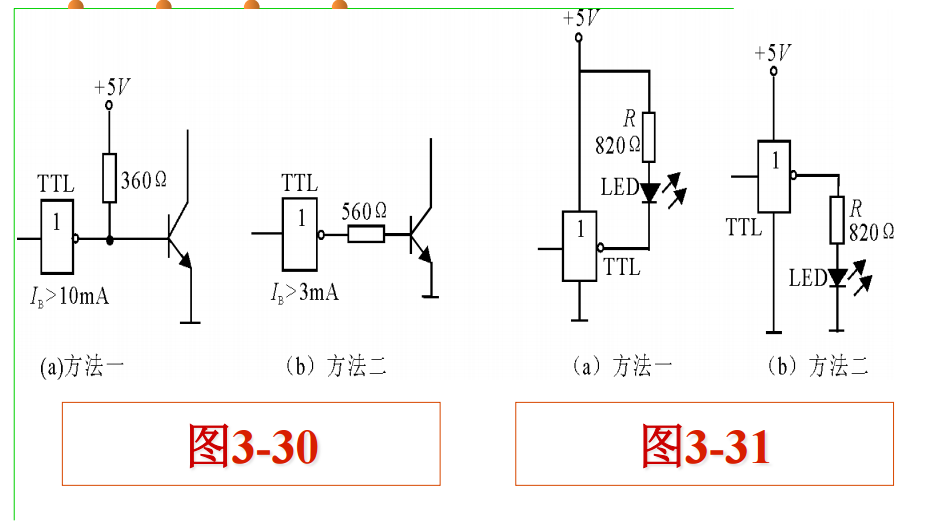 +5V
360Ω
TTL
1
I_B>10mA
(a)方法一
TTL
1
560Ω
I_B>3mA
（b）方法二
图3-30
+5V
R
820Ω
LED
1
TTL
（a）方法一
+5V
1
TTL
R
820Ω
LED
（b）方法二
图3-31